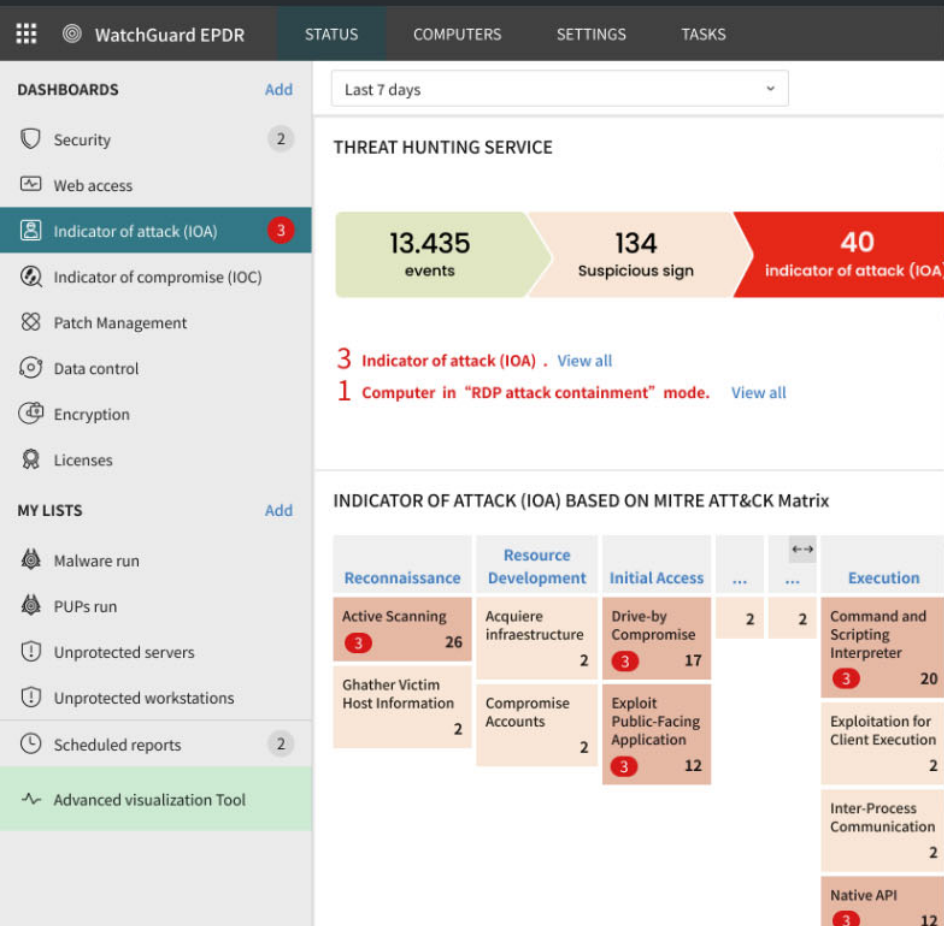 WatchGuard EPDR
STATUS
COMPUTERS
SETTINGS
TASKS
DASHBOARDS
Add
Security
2
Web access
Indicator of attack (IOA)
3
Indicator of compromise (IOC)
Patch Management
Data control
Encryption
Licenses
MY LISTS
Add
Malware run
PUPs run
Unprotected servers
Unprotected workstations
Scheduled reports
2
Advanced visualization Tool
Last 7 days
THREAT HUNTING SERVICE
13.435
events
134
Suspicious sign
40
indicator of attack (IOA)
3 Indicator of attack (IOA) . View all
1 Computer in “RDP attack containment” mode. View all
INDICATOR OF ATTACK (IOA) BASED ON MITRE ATT&CK Matrix
Reconnaissance
Active Scanning
3 26
Ghather Victim
Host Information
2
Resource
Development
Acquiere
infraestructure
2
Compromise
Accounts
2
Initial Access
Drive-by
Compromise
3 17
Exploit
Public-Facing
Application
3 12
...
2
...
2
Execution
Command and
Scripting
Interpreter
3 20
Exploitation for
Client Execution
2
Inter-Process
Communication
2
Native API
3 12